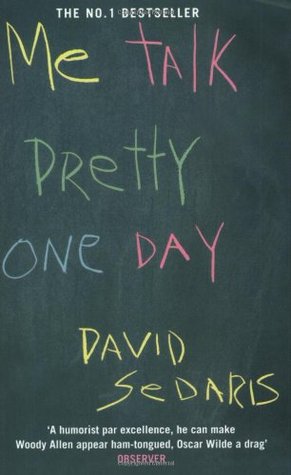 THE NO.1 BESTSELLER
Me TALK
PRETTY
ONE DAY
DAVID
SeDARIS
'A humorist par excellence, he can make
Woody Allen appear ham-tongued, Oscar Wilde a drag'
OBSERVER